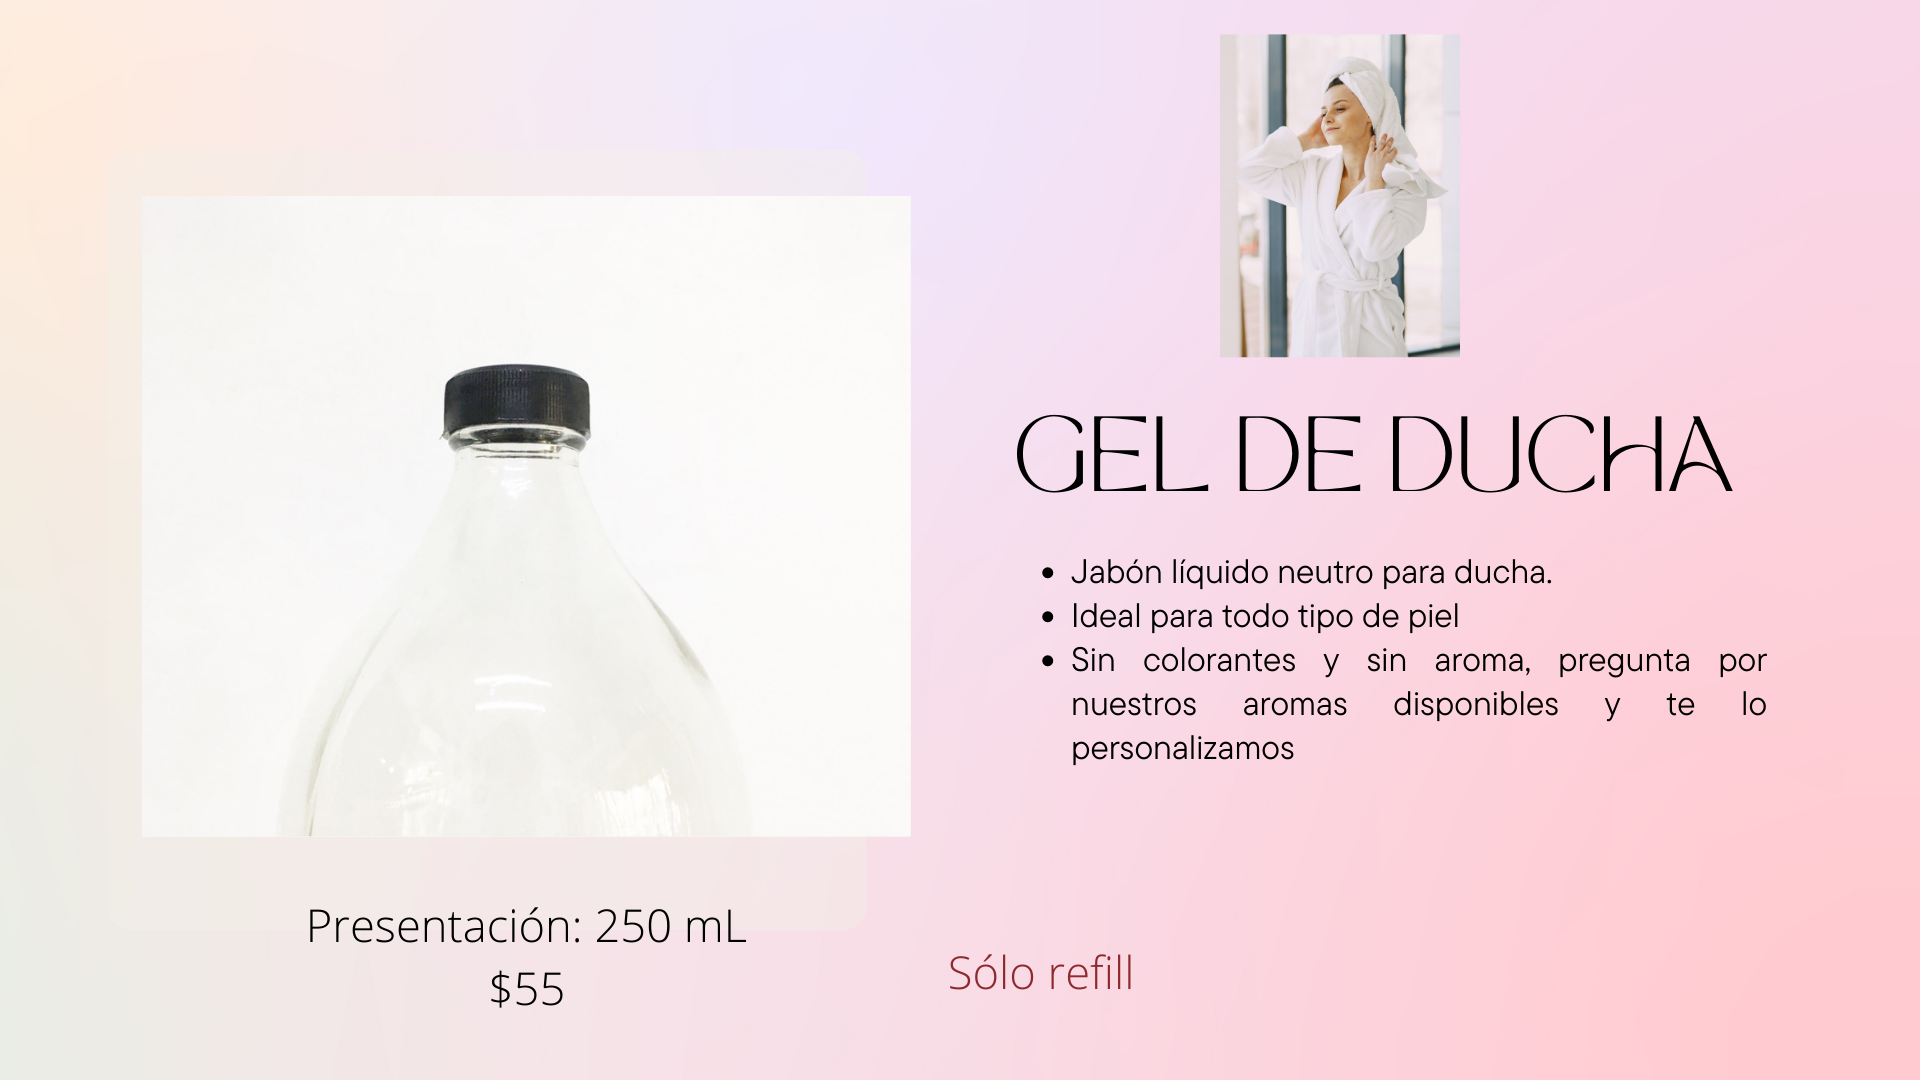 GEL DE DUCHA
Jabón líquido neutro para ducha.
Ideal para todo tipo de piel
Sin colorantes y sin aroma, pregunta por
nuestros aromas disponibles y te lo
personalizamos
Presentación: 250 mL
$55
Sólo refill